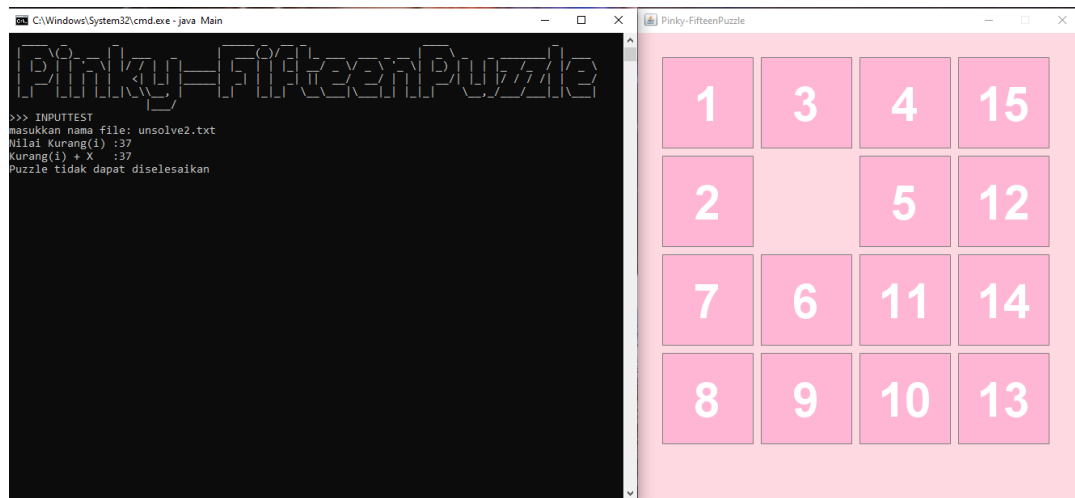 C:\Windows\System32\cmd.exe - java Main
Pinky-FifteenPuzzle
>>> INPUTTEST
masukkan nama file: unsolve2.txt
Nilai Kurang(i) :37
Kurang(i) + X   :37
Puzzle tidak dapat diselesaikan
Pinky-FifteenPuzzle
1 3 4 15
2 5 12
7 6 11 14
8 9 10 13